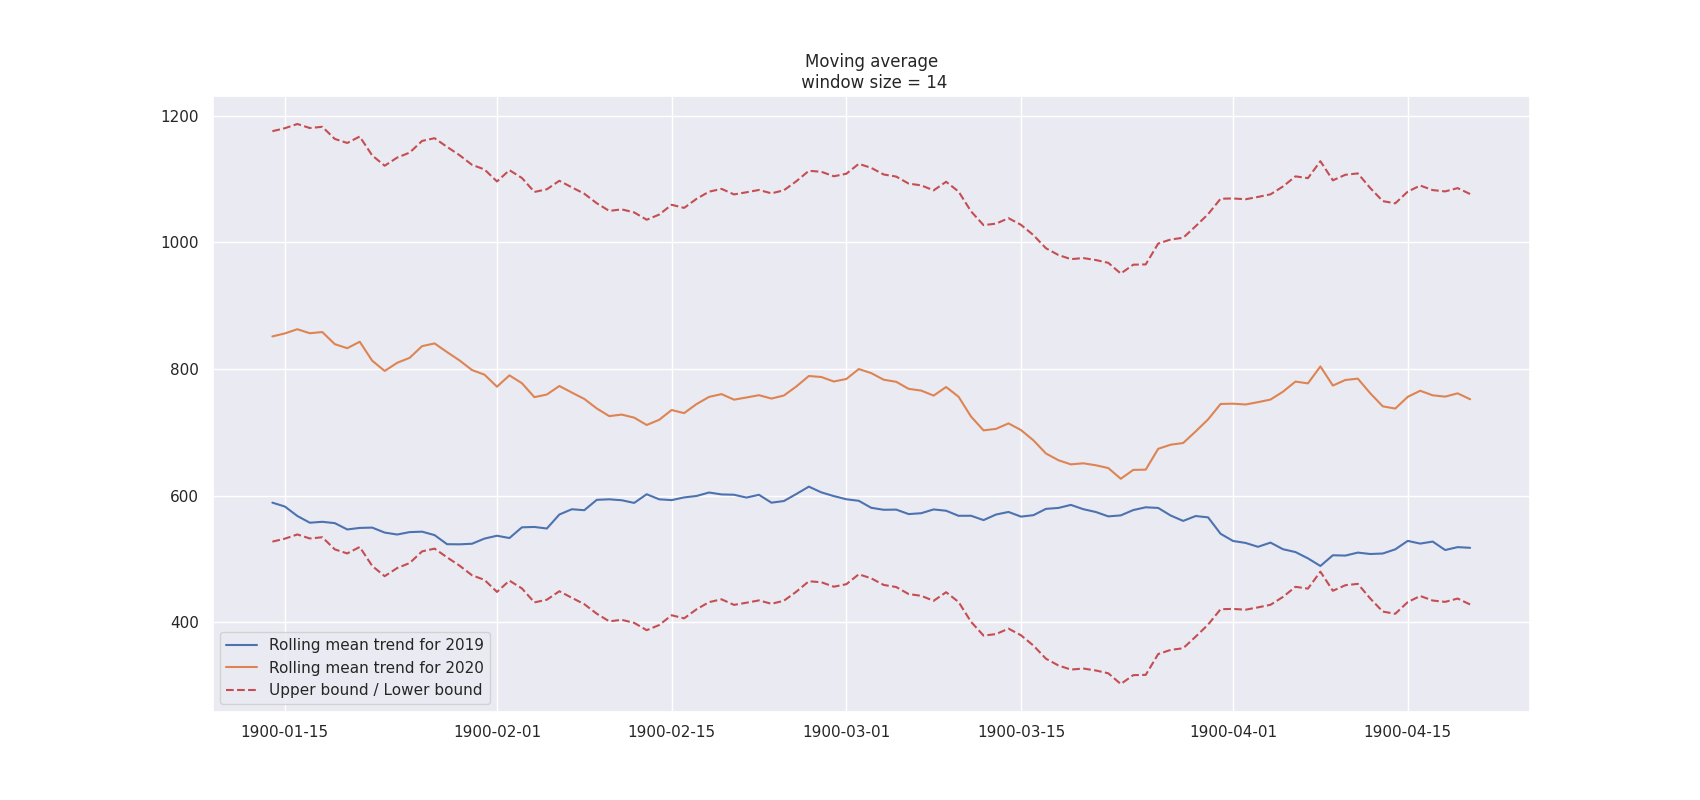 Moving average
window size = 14
1200
1000
800
600
400
Rolling mean trend for 2019
Rolling mean trend for 2020
Upper bound / Lower bound
1900-01-15 1900-02-01 1900-02-15 1900-03-01 1900-03-15 1900-04-01 1900-04-15